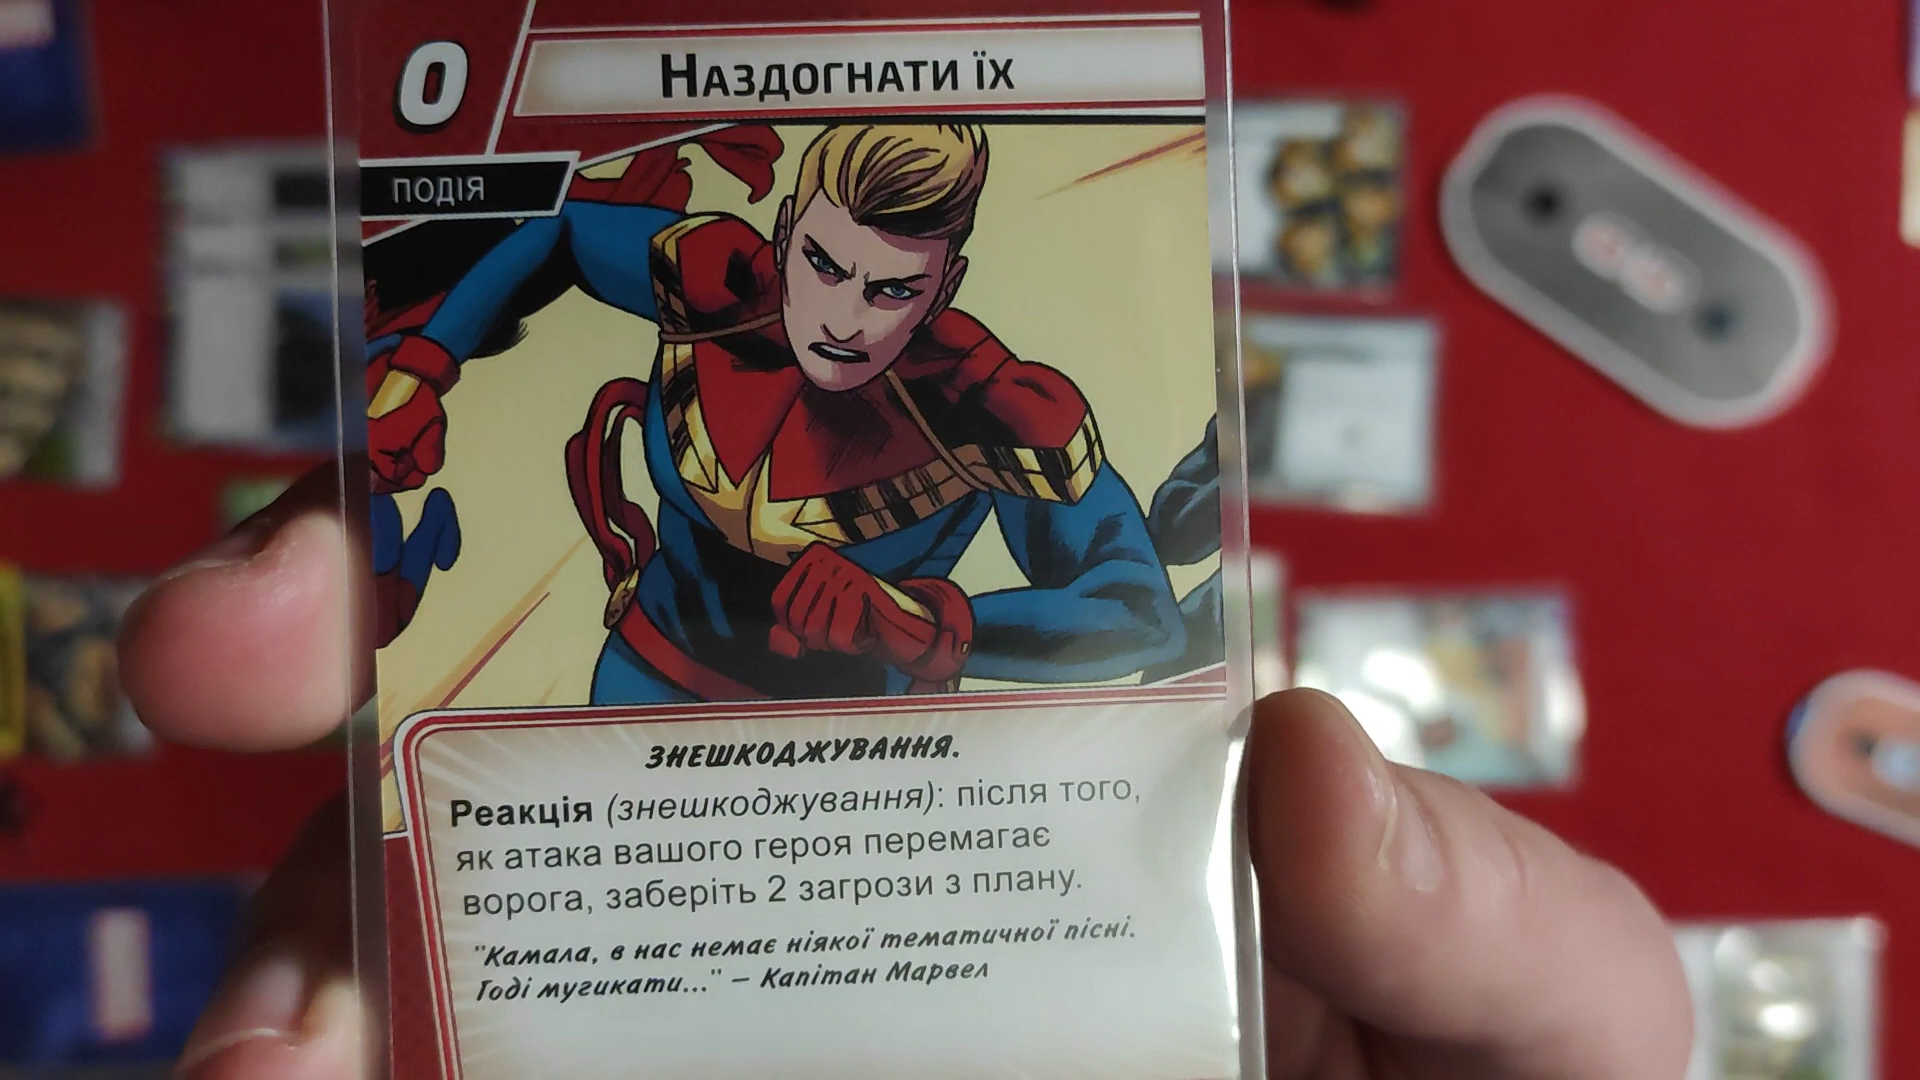 0
Наздогнати їх
ПОДІЯ
ЗНЕШКОДЖУВАННЯ.
Реакція (знешкоджування): після того,
як атака вашого героя перемагає
ворога, заберіть 2 загрози з плану.
"Камала, в нас немає ніякої тематичної пісні.
Годі мугикати..." – Капітан Марвел